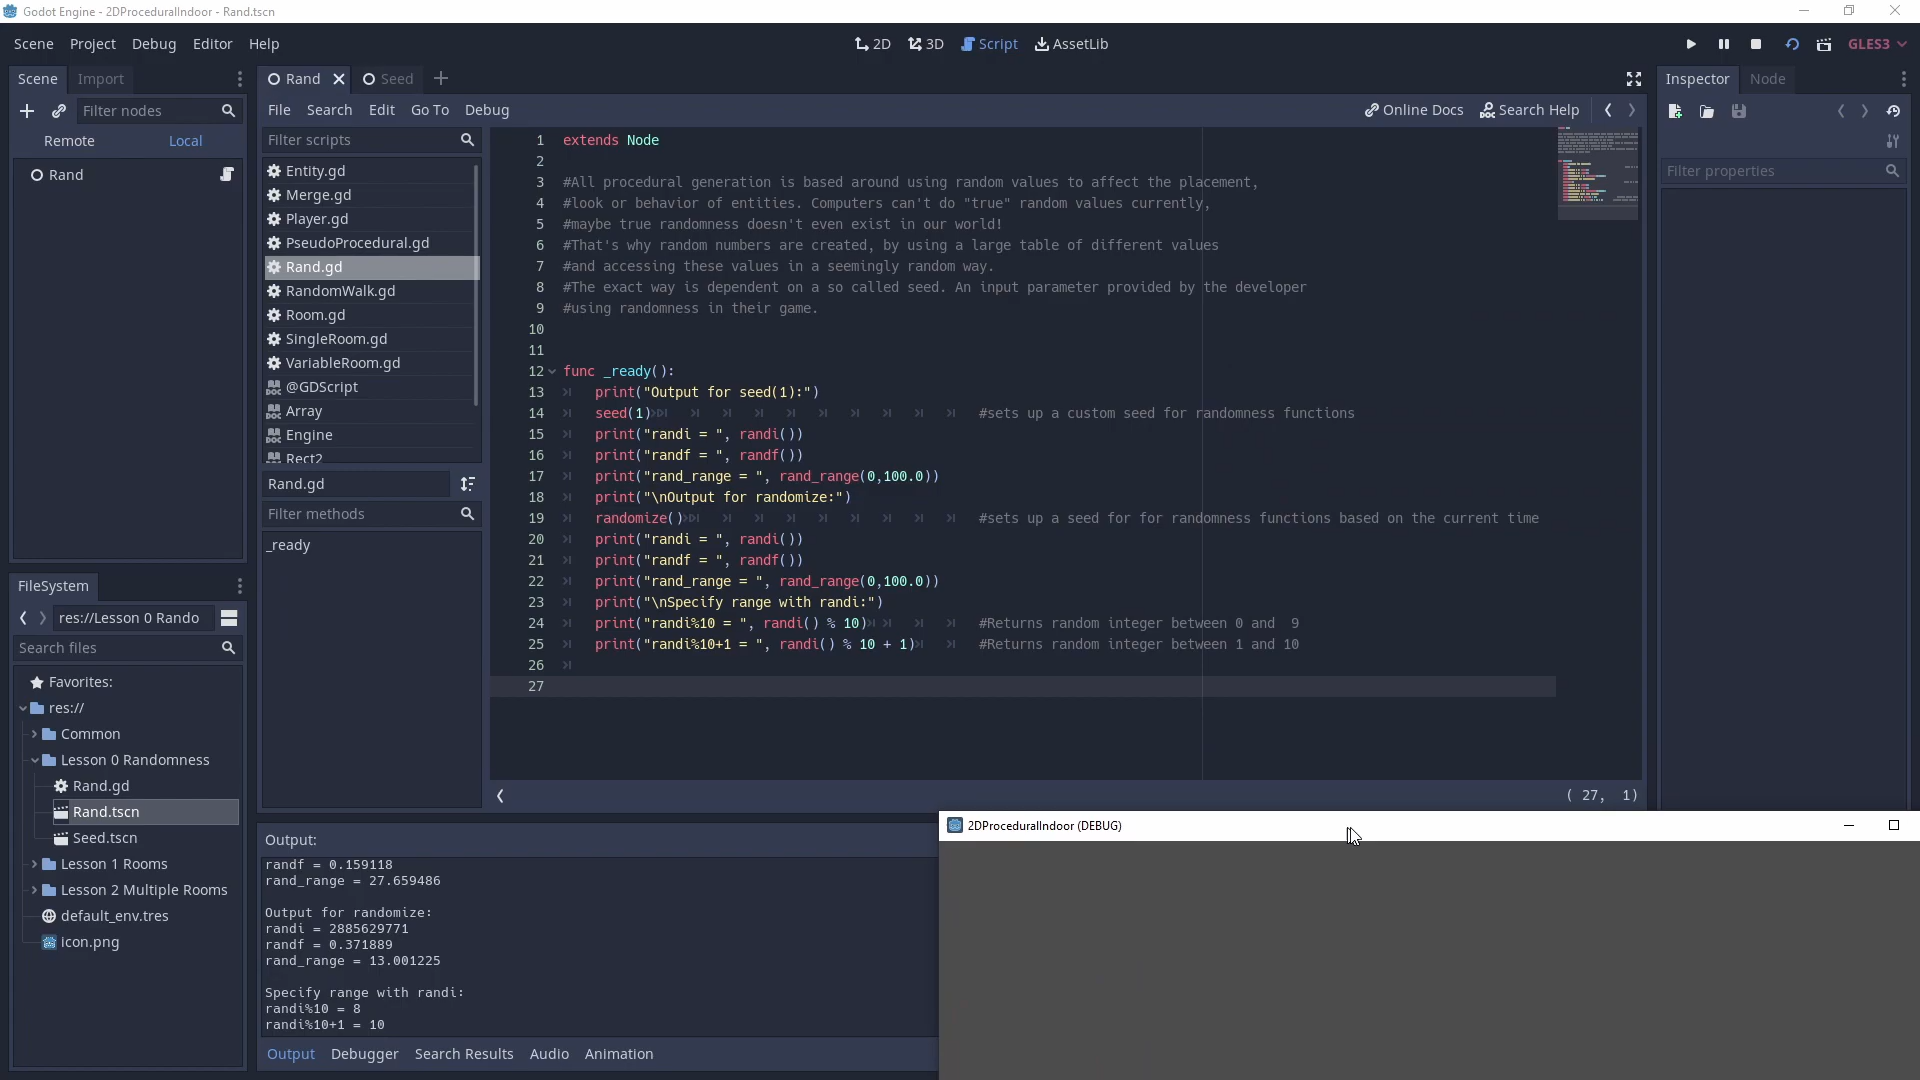 Godot Engine - 2DProceduralIndoor - Rand.tscn
Scene Project Debug Editor Help
2D 3D Script AssetLib
GLES3
Scene Import
Filter nodes
Remote Local
Rand
Rand Seed
File Search Edit Go To Debug
Online Docs Search Help
Filter scripts
Entity.gd
Merge.gd
Player.gd
PseudoProcedural.gd
Rand.gd
RandomWalk.gd
Room.gd
SingleRoom.gd
VariableRoom.gd
@GDScript
Array
Engine
Rect2
Rand.gd
Filter methods
_ready
1 extends Node
2
3 #All procedural generation is based around using random values to affect the placement,
4 #look or behavior of entities. Computers can't do "true" random values currently,
5 #maybe true randomness doesn't even exist in our world!
6 #That's why random numbers are created, by using a large table of different values
7 #and accessing these values in a seemingly random way.
8 #The exact way is dependent on a so called seed. An input parameter provided by the developer
9 #using randomness in their game.
10
11
12 func _ready():
13 print("Output for seed(1):")
14 seed(1) #sets up a custom seed for randomness functions
15 print("randi = ", randi())
16 print("randf = ", randf())
17 print("rand_range = ", rand_range(0,100.0))
18 print("\nOutput for randomize:")
19 randomize() #sets up a seed for for randomness functions based on the current time
20 print("randi = ", randi())
21 print("randf = ", randf())
22 print("rand_range = ", rand_range(0,100.0))
23 print("\nSpecify range with randi:")
24 print("randi%10 = ", randi() % 10) #Returns random integer between 0 and  9
25 print("randi%10+1 = ", randi() % 10 + 1) #Returns random integer between 1 and 10
26
27
( 27, 1)
Inspector Node
Filter properties
FileSystem
res://Lesson 0 Rando
Search files
Favorites:
res://
Common
Lesson 0 Randomness
Rand.gd
Rand.tscn
Seed.tscn
Lesson 1 Rooms
Lesson 2 Multiple Rooms
default_env.tres
icon.png
Output:
randf = 0.159118
rand_range = 27.659486
Output for randomize:
randi = 2885629771
randf = 0.371889
rand_range = 13.001225
Specify range with randi:
randi%10 = 8
randi%10+1 = 10
Output Debugger Search Results Audio Animation
2DProceduralIndoor (DEBUG)